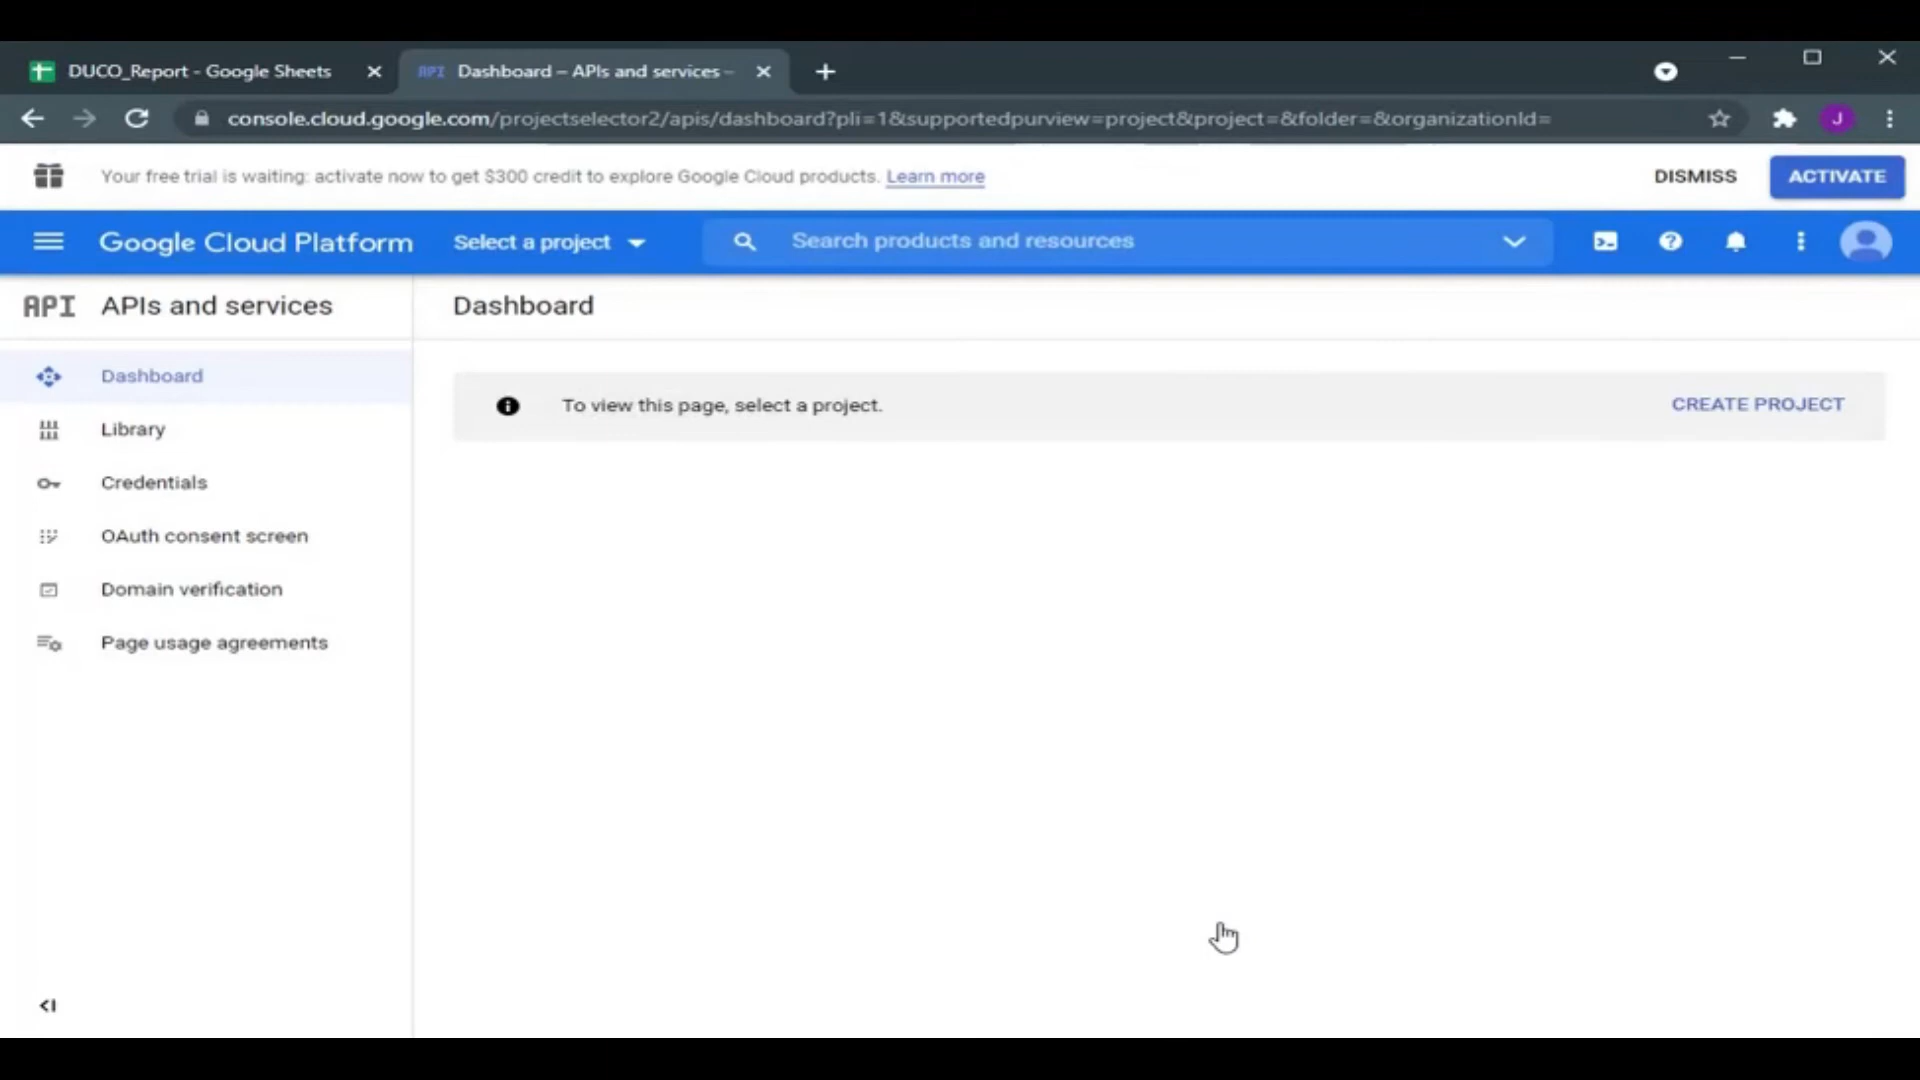 DUCO_Report - Google Sheets
API Dashboard – APIs and services –
console.cloud.google.com/projectselector2/apis/dashboard?pli=1&supportedpurview=project&project=&folder=&organizationId=
J
Your free trial is waiting: activate now to get $300 credit to explore Google Cloud products. Learn more
DISMISS
ACTIVATE
Google Cloud Platform
Select a project
Search products and resources
API APIs and services
Dashboard
Dashboard
To view this page, select a project.
CREATE PROJECT
Library
Credentials
OAuth consent screen
Domain verification
Page usage agreements